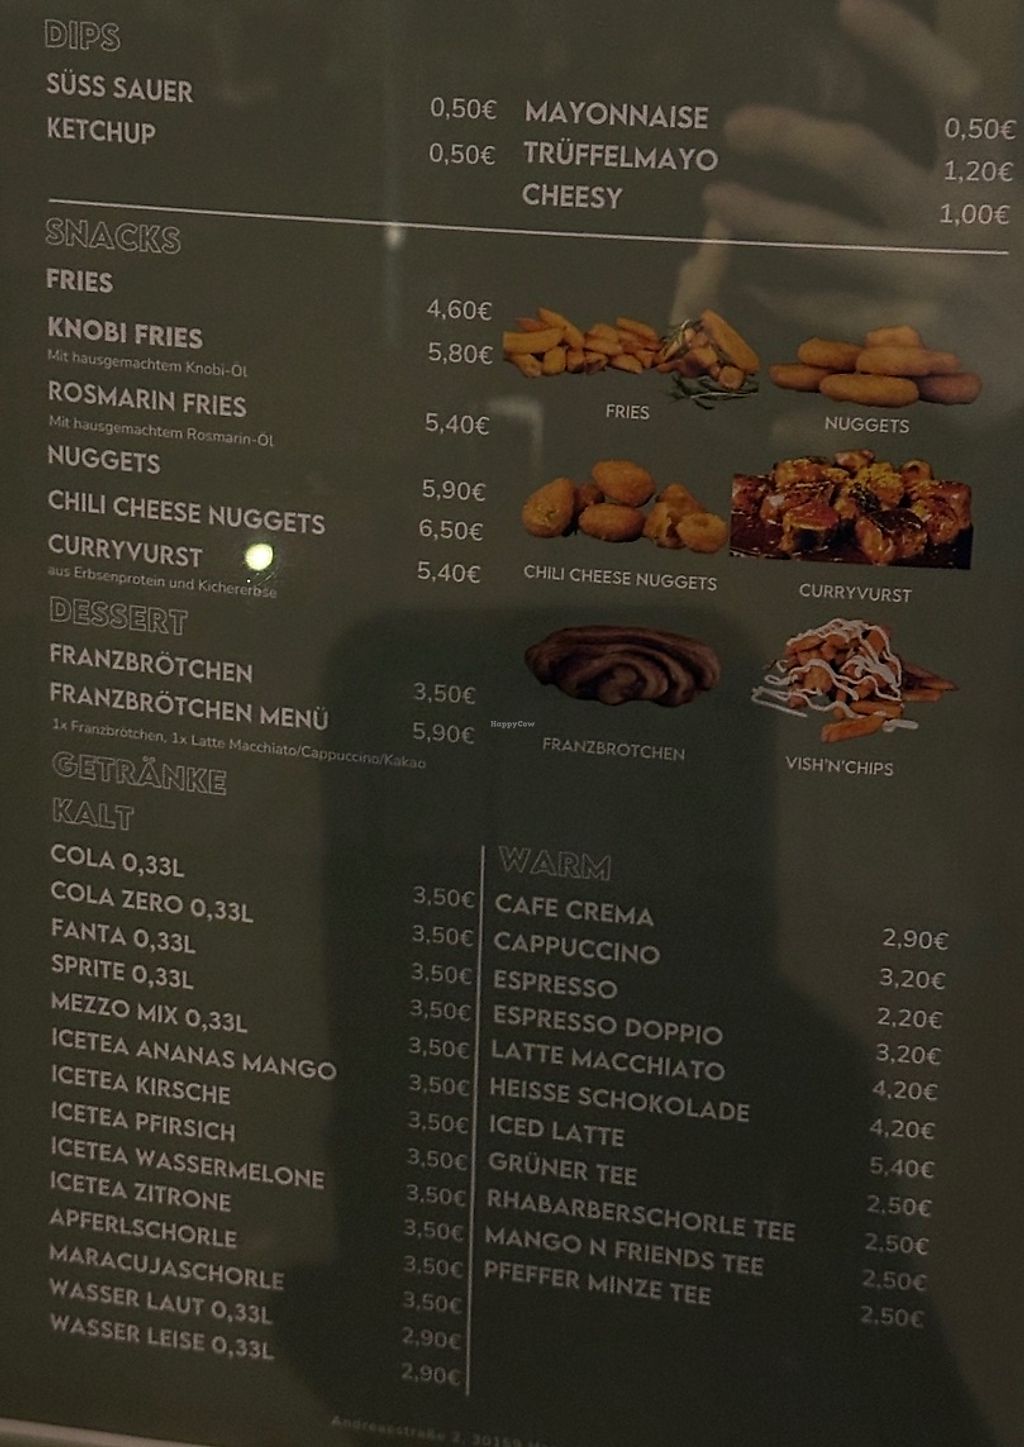 DIPS
SÜSS SAUER 0,50€
KETCHUP 0,50€
MAYONNAISE 0,50€
TRÜFFELMAYO 1,20€
CHEESY 1,00€
SNACKS
FRIES 4,60€
KNOBI FRIES 5,80€
Mit hausgemachtem Knobi-Öl
ROSMARIN FRIES 5,40€
Mit hausgemachtem Rosmarin-Öl
NUGGETS 5,90€
CHILI CHEESE NUGGETS 6,50€
CURRYVURST 5,40€
aus Erbsenprotein und Kichererbse
FRIES
NUGGETS
CHILI CHEESE NUGGETS
CURRYVURST
DESSERT
FRANZBRÖTCHEN 3,50€
FRANZBRÖTCHEN MENÜ 5,90€
1x Franzbrötchen, 1x Latte Macchiato/Cappuccino/Kakao
HappyCow
FRANZBRÖTCHEN
VISH'N'CHIPS
GETRÄNKE
KALT
COLA 0,33L 3,50€
COLA ZERO 0,33L 3,50€
FANTA 0,33L 3,50€
SPRITE 0,33L 3,50€
MEZZO MIX 0,33L 3,50€
ICETEA ANANAS MANGO 3,50€
ICETEA KIRSCHE 3,50€
ICETEA PFIRSICH 3,50€
ICETEA WASSERMELONE 3,50€
ICETEA ZITRONE 3,50€
APFERLSCHORLE 3,50€
MARACUJASCHORLE 3,50€
WASSER LAUT 0,33L 2,90€
WASSER LEISE 0,33L 2,90€
WARM
CAFE CREMA 2,90€
CAPPUCCINO 3,20€
ESPRESSO 2,20€
ESPRESSO DOPPIO 3,20€
LATTE MACCHIATO 4,20€
HEISSE SCHOKOLADE 4,20€
ICED LATTE 5,40€
GRÜNER TEE 2,50€
RHABARBERSCHORLE TEE 2,50€
MANGO N FRIENDS TEE 2,50€
PFEFFER MINZE TEE 2,50€
Andreaestraße 2, 30159